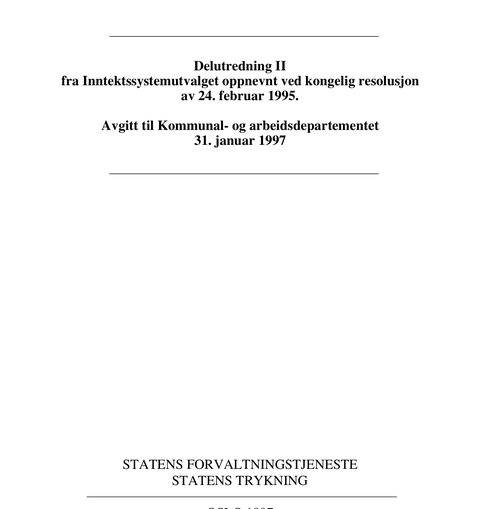 Delutredning II
fra Inntektssystemutvalget oppnevnt ved kongelig resolusjon
av 24. februar 1995.
Avgitt til Kommunal- og arbeidsdepartementet
31. januar 1997
STATENS FORVALTNINGSTJENESTE
STATENS TRYKNING